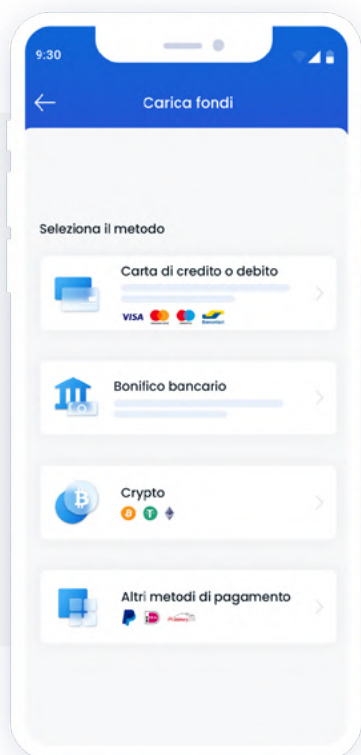 9:30
Carica fondi
Seleziona il metodo
Carta di credito o debito
VISA
Bancontact
Bonifico bancario
Crypto
Altri metodi di pagamento